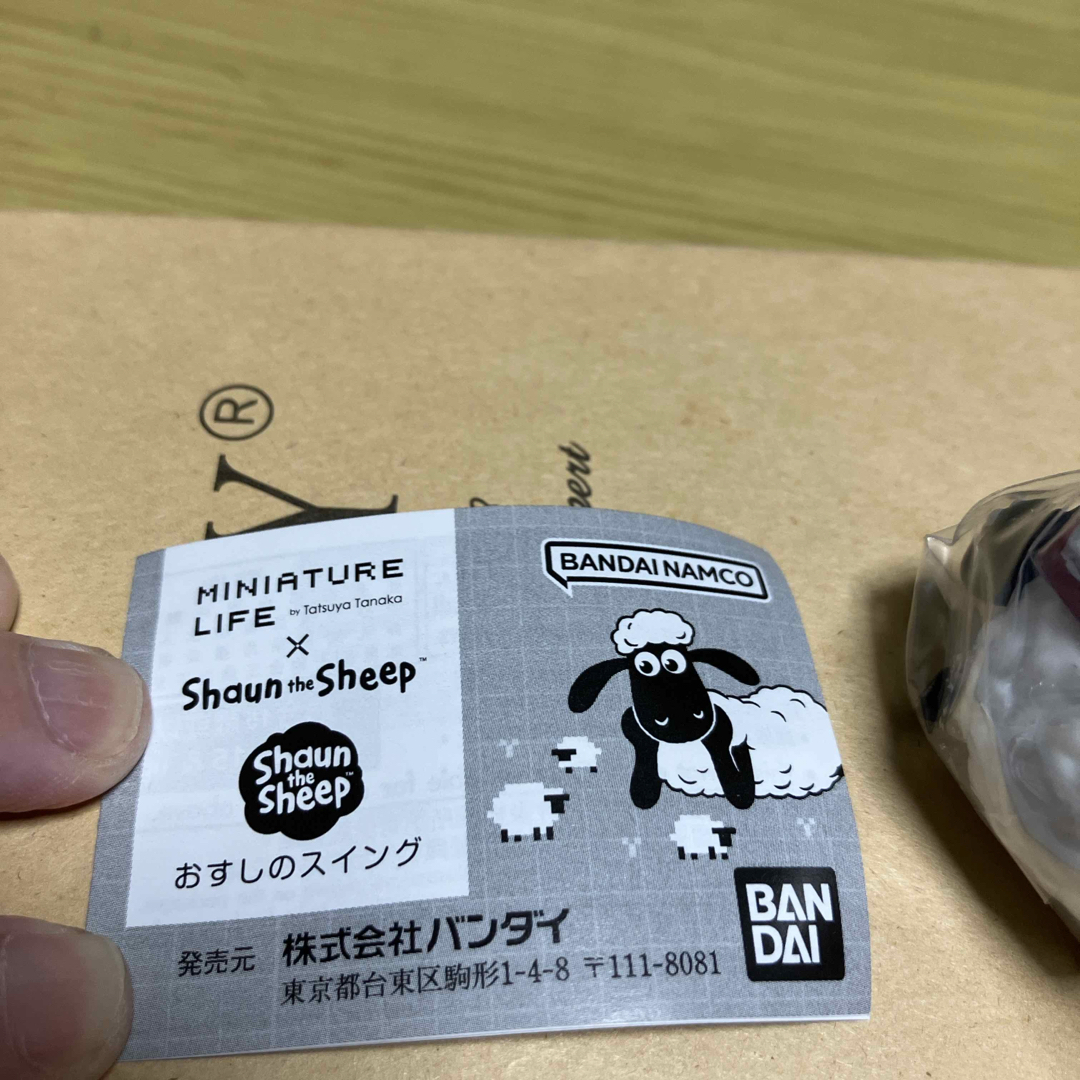 ®
Y
MINIATURE
LIFE by Tatsuya Tanaka
×
Shaun the Sheep™
Shaun
the
Sheep™
おすしのスイング
BANDAI NAMCO
発売元 株式会社バンダイ
東京都台東区駒形1-4-8 〒111-8081
BAN
DAI